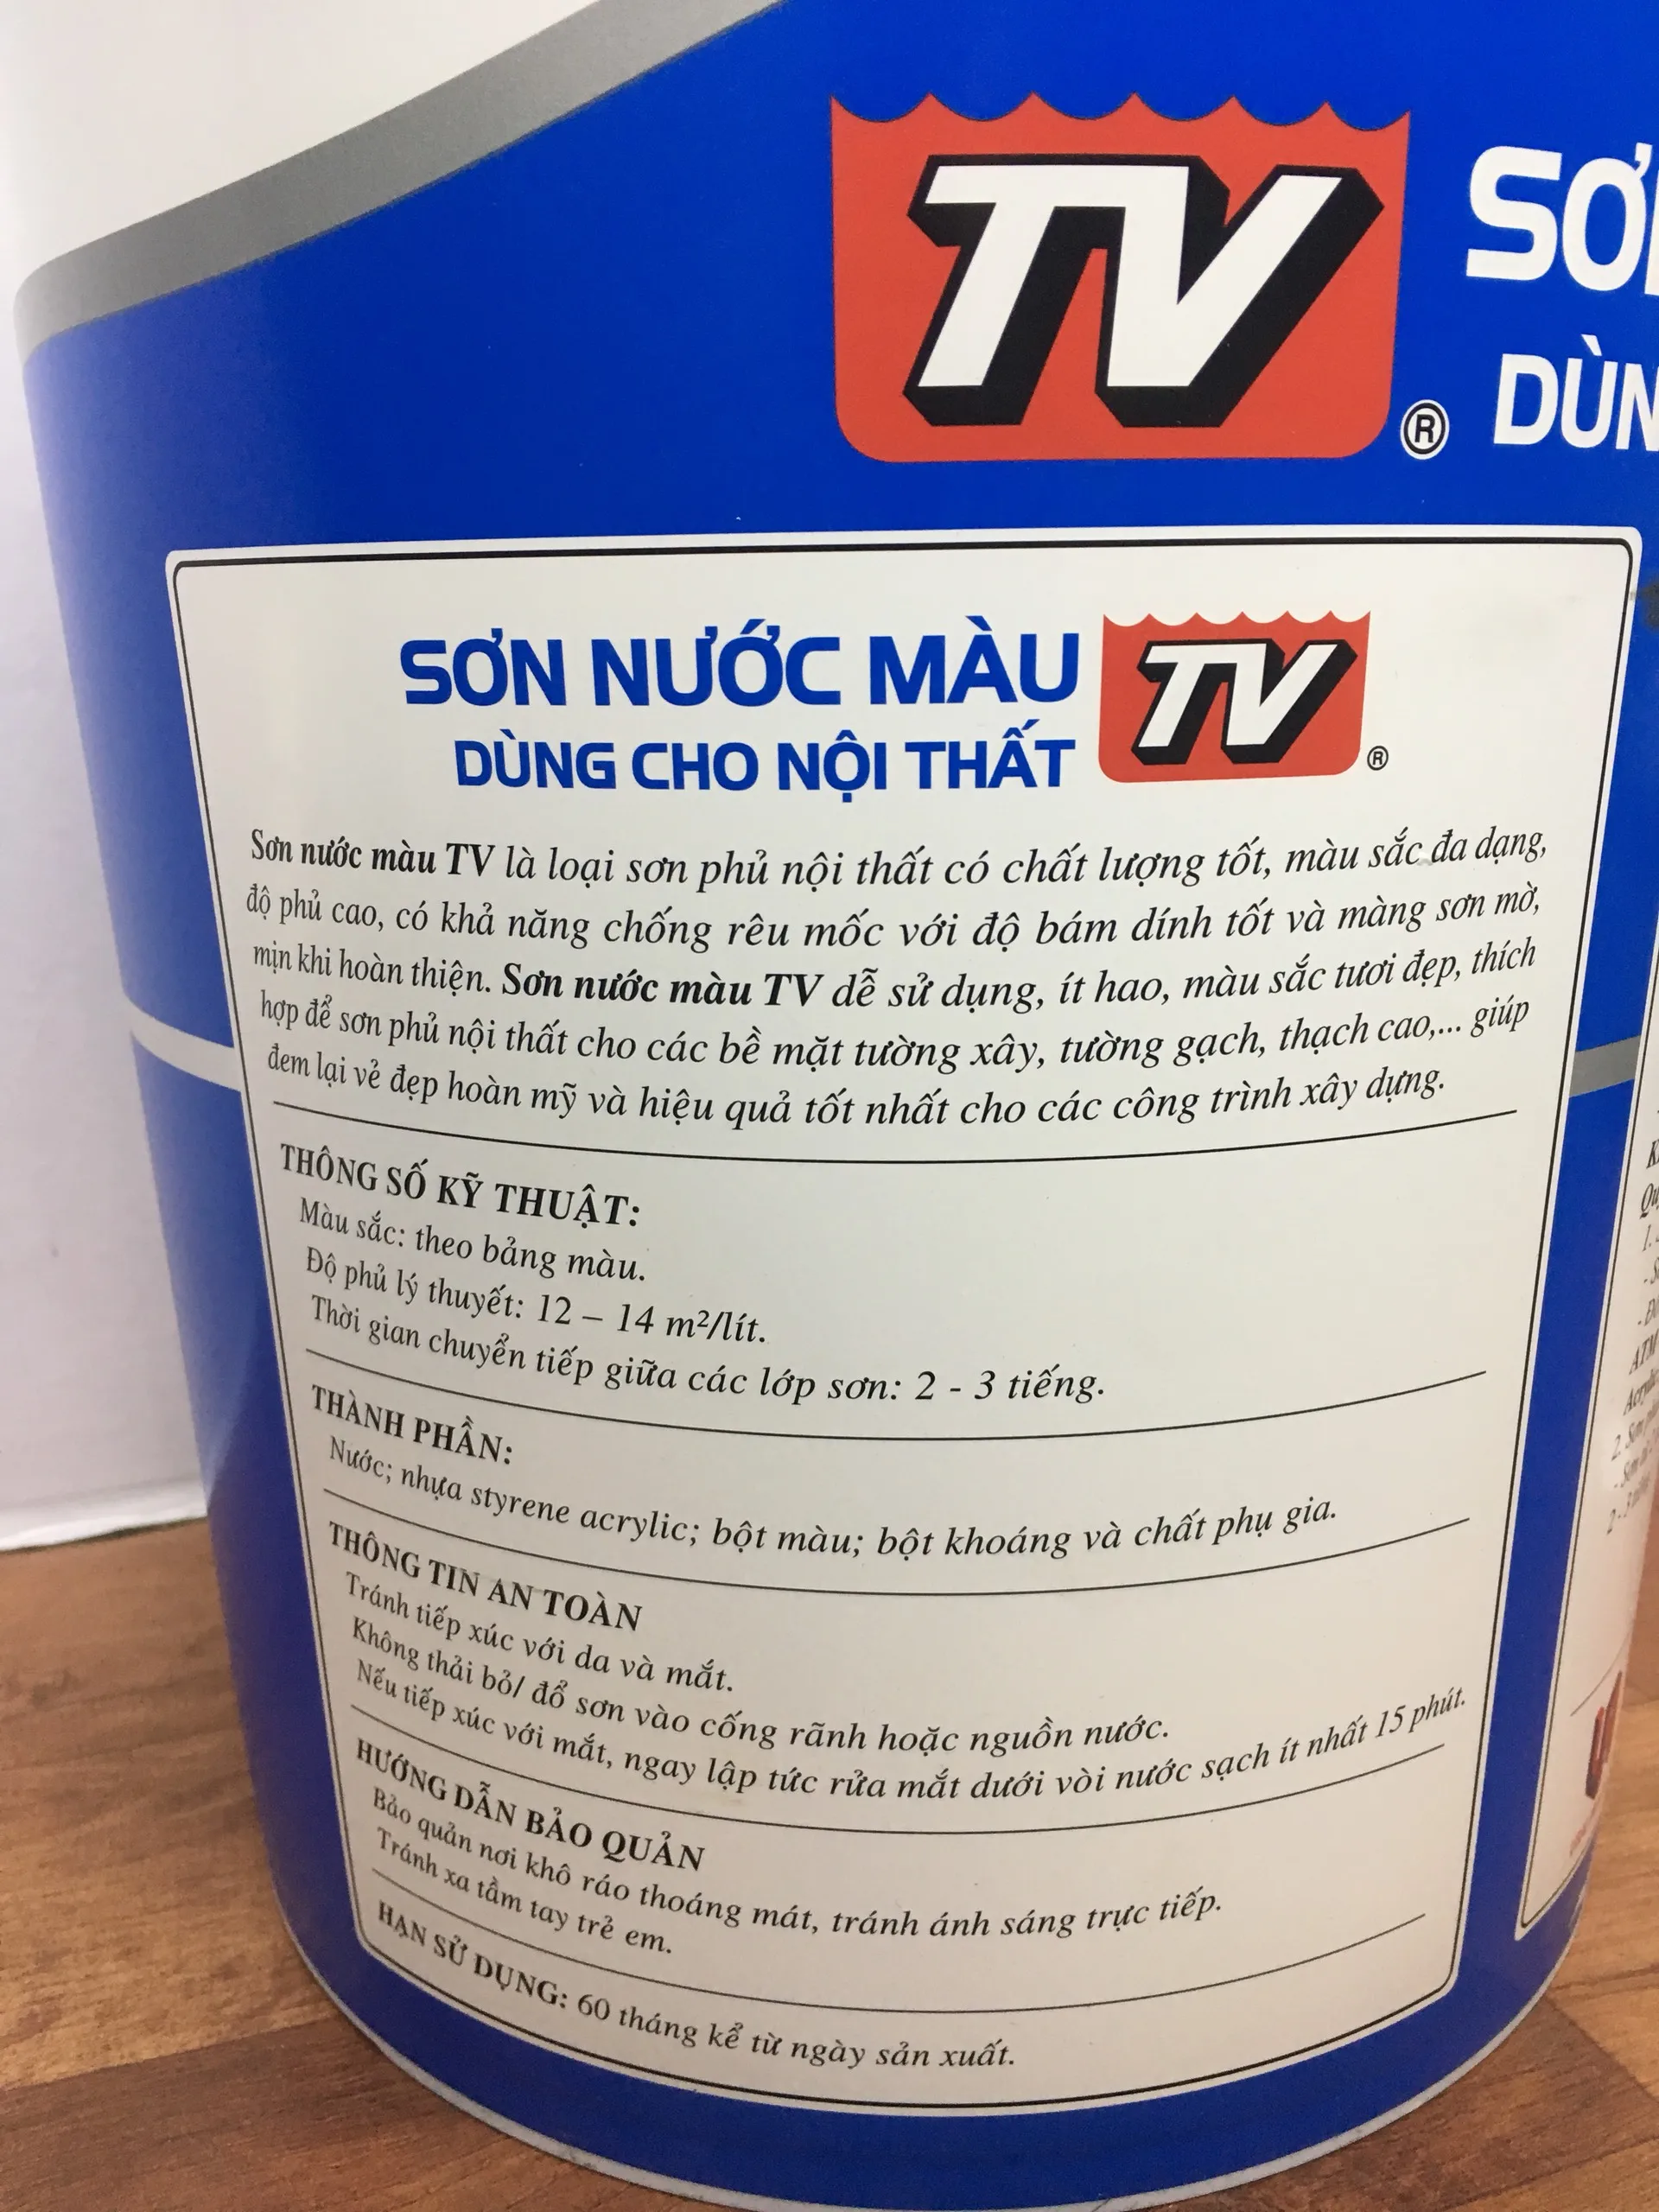 TV ®
DÙN
SƠN NƯỚC MÀU TV ®
DÙNG CHO NỘI THẤT
Sơn nước màu TV là loại sơn phủ nội thất có chất lượng tốt, màu sắc đa dạng,
độ phủ cao, có khả năng chống rêu mốc với độ bám dính tốt và màng sơn mờ,
mịn khi hoàn thiện. Sơn nước màu TV dễ sử dụng, ít hao, màu sắc tươi đẹp, thích
hợp để sơn phủ nội thất cho các bề mặt tường xây, tường gạch, thạch cao,... giúp
đem lại vẻ đẹp hoàn mỹ và hiệu quả tốt nhất cho các công trình xây dựng.
THÔNG SỐ KỸ THUẬT:
Màu sắc: theo bảng màu.
Độ phủ lý thuyết: 12 – 14 m²/lít.
Thời gian chuyển tiếp giữa các lớp sơn: 2 - 3 tiếng.
THÀNH PHẦN:
Nước; nhựa styrene acrylic; bột màu; bột khoáng và chất phụ gia.
THÔNG TIN AN TOÀN
Tránh tiếp xúc với da và mắt.
Không thải bỏ/ đổ sơn vào cống rãnh hoặc nguồn nước.
Nếu tiếp xúc với mắt, ngay lập tức rửa mắt dưới vòi nước sạch ít nhất 15 phút.
HƯỚNG DẪN BẢO QUẢN
Bảo quản nơi khô ráo thoáng mát, tránh ánh sáng trực tiếp.
Tránh xa tầm tay trẻ em.
HẠN SỬ DỤNG: 60 tháng kể từ ngày sản xuất.